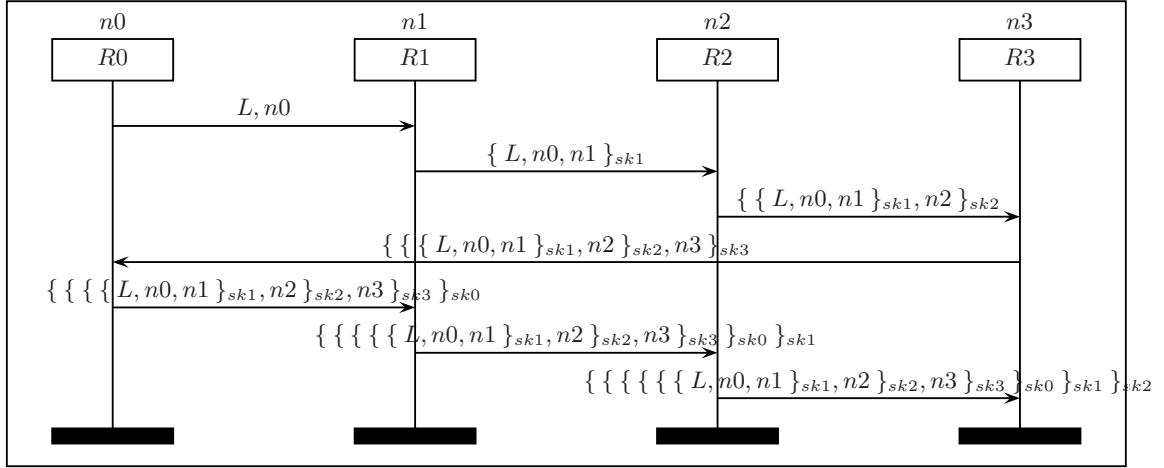 n0 n1 n2 n3
R0 R1 R2 R3
L, n0
{ L, n0, n1 }sk1
{ { L, n0, n1 }sk1, n2 }sk2
{ { { L, n0, n1 }sk1, n2 }sk2, n3 }sk3
{ { { { L, n0, n1 }sk1, n2 }sk2, n3 }sk3 }sk0
{ { { { { L, n0, n1 }sk1, n2 }sk2, n3 }sk3 }sk0 }sk1
{ { { { { { L, n0, n1 }sk1, n2 }sk2, n3 }sk3 }sk0 }sk1 }sk2